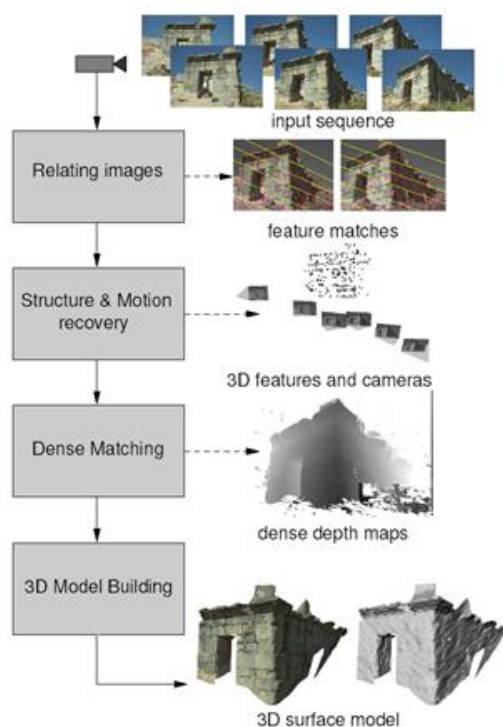 input sequence
Relating images
feature matches
Structure & Motion
recovery
3D features and cameras
Dense Matching
dense depth maps
3D Model Building
3D surface model